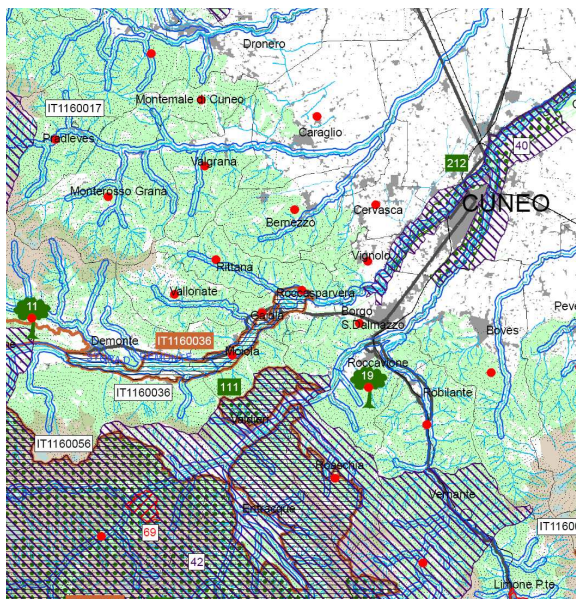 Dronero
Montemale di Cuneo
IT1160017
Caraglio
Pradleves
40
Valgrana
212
Monterosso Grana
CUNEO
Bernezzo
Cervasca
Vignolo
Rittana
Roccasparvera
Valloriate
11
Gaiola
Borgo
S.Dalmazzo
Peve
Boves
Demonte
IT1160036
Moiola
Roccavione
19
IT1160036
111
Robilante
Valdieri
IT1160056
Roaschia
Vernante
Entracque
IT11600
69
42
Limone P.te